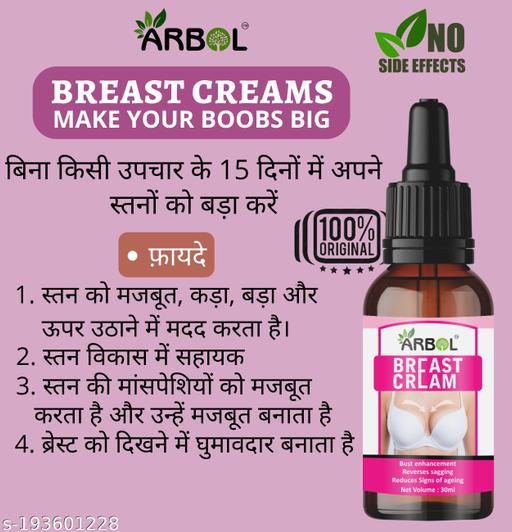 ARBOL
NO
SIDE EFFECTS
BREAST CREAMS
MAKE YOUR BOOBS BIG
बिना किसी उपचार के 15 दिनों में अपने
स्तनों को बड़ा करें
100%
ORIGINAL
• फ़ायदे
1. स्तन को मजबूत, कड़ा, बड़ा और
ऊपर उठाने में मदद करता है।
2. स्तन विकास में सहायक
3. स्तन की मांसपेशियों को मजबूत
करता है और उन्हें मजबूत बनाता है
4. ब्रेस्ट को दिखने में घुमावदार बनाता है
ARBOL
BREAST
CREAM
Bust enhancement
Reverses sagging
Reduces Signs of ageing
Net Volume : 30ml
s-193601228